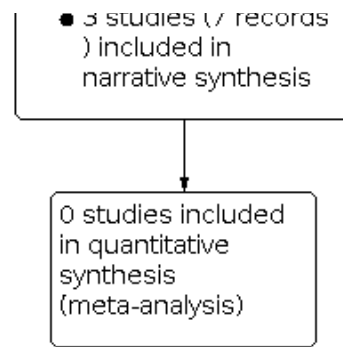 ● 3 studies (7 records
) included in
narrative synthesis
0 studies included
in quantitative
synthesis
(meta-analysis)